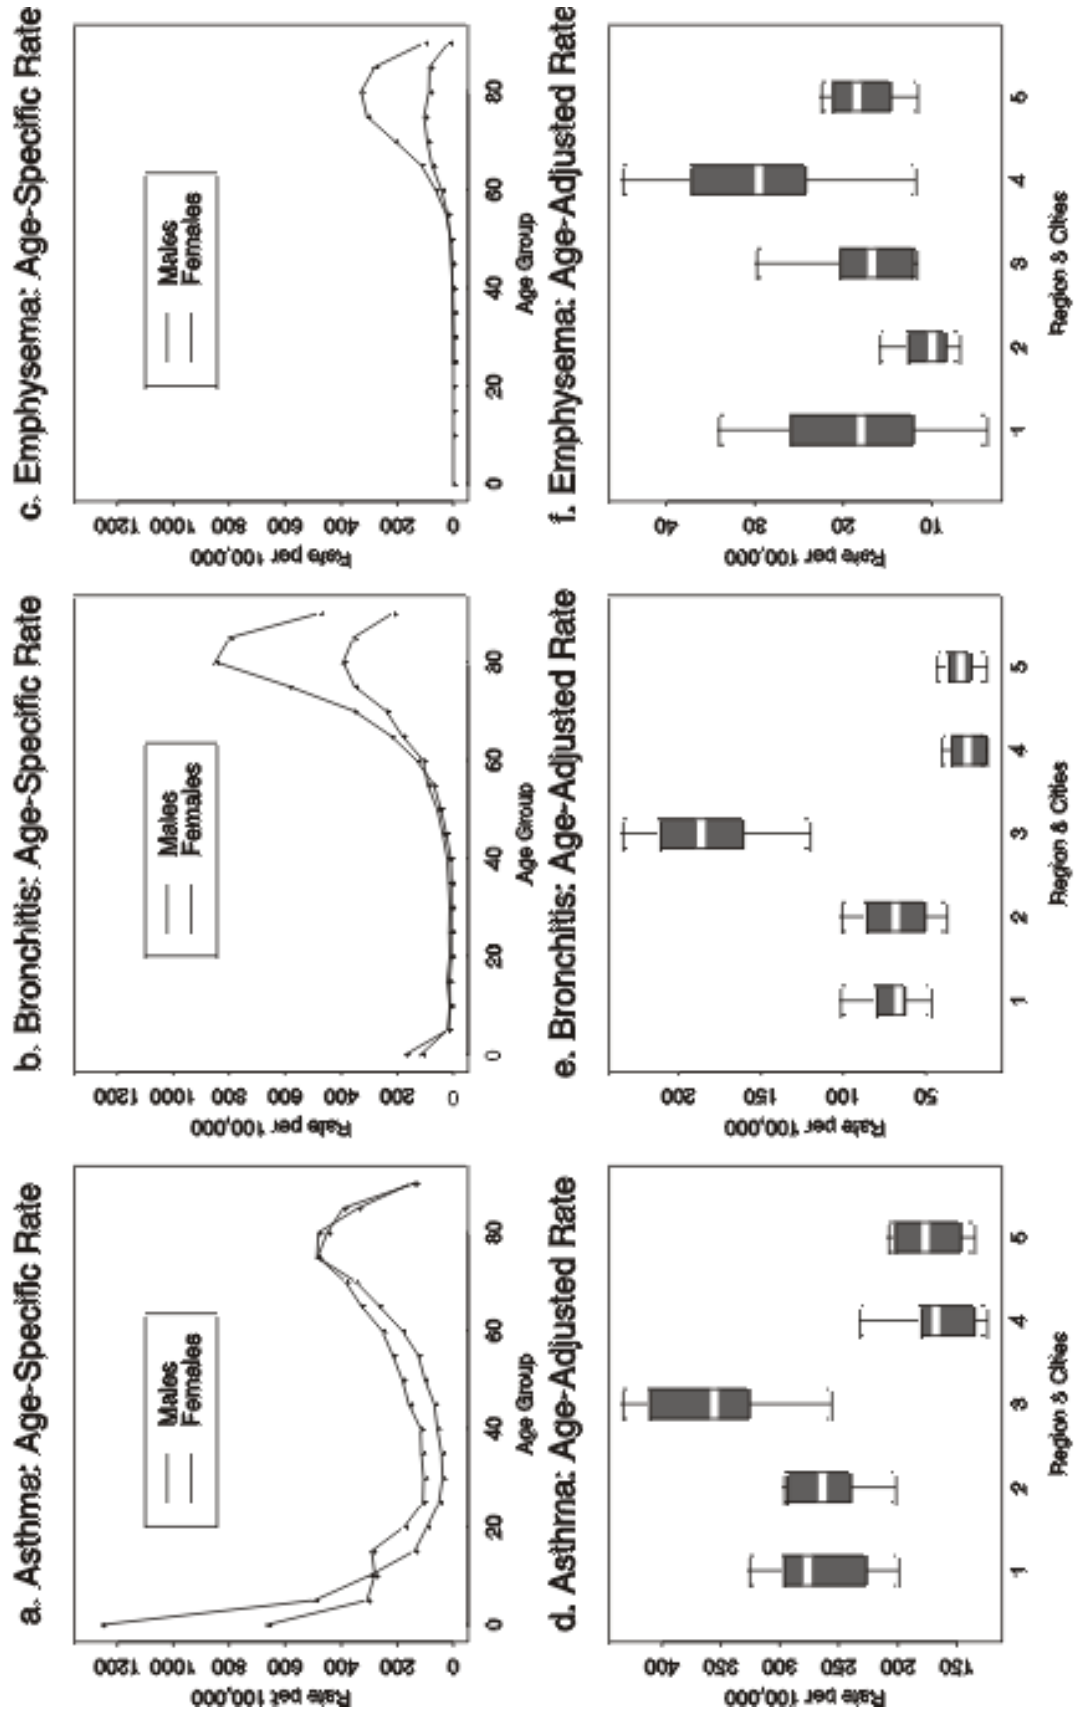 a. Asthma: Age-Specific Rate
Rate per 100,000
1200 1000 800 600 400 200 0
Males
Females
0 20 40 60 80
Age Group
b. Bronchitis: Age-Specific Rate
Rate per 100,000
1200 1000 800 600 400 200 0
Males
Females
0 20 40 60 80
Age Group
c. Emphysema: Age-Specific Rate
Rate per 100,000
1200 1000 800 600 400 200 0
Males
Females
0 20 40 60 80
Age Group
d. Asthma: Age-Adjusted Rate
Rate per 100,000
400 350 300 250 200 150
1 2 3 4 5
Region & Cities
e. Bronchitis: Age-Adjusted Rate
Rate per 100,000
200 150 100 50
1 2 3 4 5
Region & Cities
f. Emphysema: Age-Adjusted Rate
Rate per 100,000
40 30 20 10
1 2 3 4 5
Region & Cities